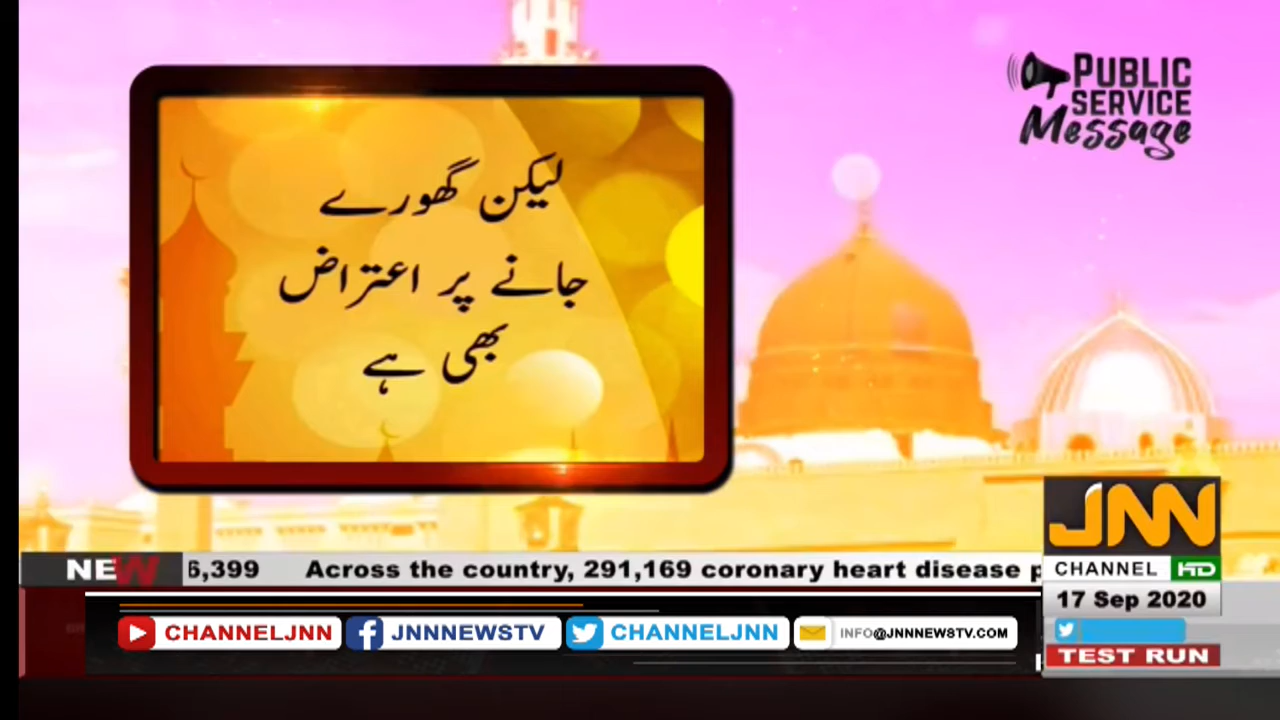 PUBLIC
SERVICE
Message
لیکن گھورے
جانے پر اعتراض
بھی ہے
JNN
CHANNEL HD
17 Sep 2020
TEST RUN
NEW
6,399 Across the country, 291,169 coronary heart disease
CHANNELJNN JNNNEWSTV CHANNELJNN INFO@JNNNEWSTV.COM